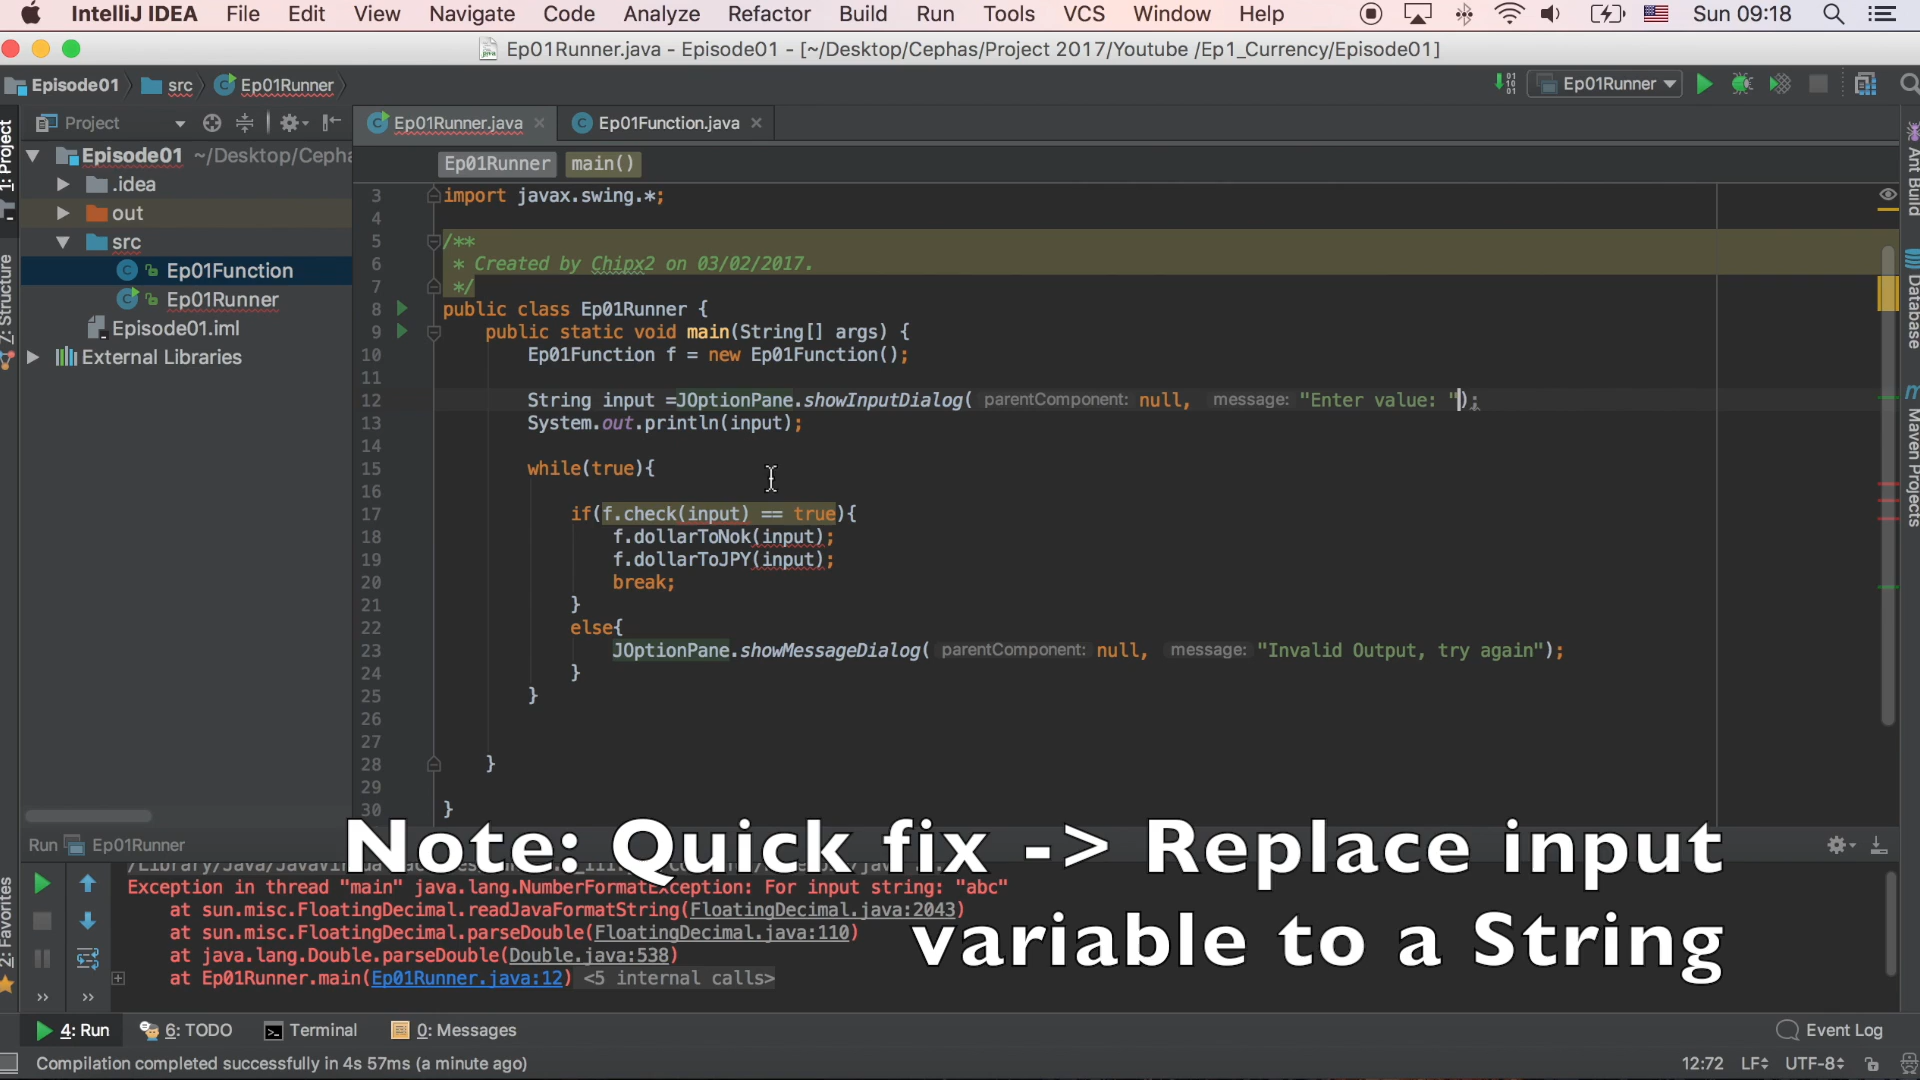 IntelliJ IDEA File Edit View Navigate Code Analyze Refactor Build Run Tools VCS Window Help Sun 09:18
Ep01Runner.java - Episode01 - [~/Desktop/Cephas/Project 2017/Youtube /Ep1_Currency/Episode01]
Episode01 src Ep01Runner Ep01Runner
Project Ep01Runner.java Ep01Function.java
Ep01Runner main()
1: Project
7: Structure
2: Favorites
Episode01 ~/Desktop/Cepha
.idea
out
src
Ep01Function
Ep01Runner
Episode01.iml
External Libraries
3 import javax.swing.*;
4
5 /**
6 * Created by Chipx2 on 03/02/2017.
7 */
8 public class Ep01Runner {
9 public static void main(String[] args) {
10 Ep01Function f = new Ep01Function();
11
12 String input =JOptionPane.showInputDialog( parentComponent: null, message: "Enter value: ");
13 System.out.println(input);
14
15 while(true){
16
17 if(f.check(input) == true){
18 f.dollarToNok(input);
19 f.dollarToJPY(input);
20 break;
21 }
22 else{
23 JOptionPane.showMessageDialog( parentComponent: null, message: "Invalid Output, try again");
24 }
25 }
26
27
28 }
29
30 }
Ant Build
Database
Maven Projects
Note: Quick fix -> Replace input
variable to a String
Run Ep01Runner
Exception in thread "main" java.lang.NumberFormatException: For input string: "abc"
at sun.misc.FloatingDecimal.readJavaFormatString(FloatingDecimal.java:2043)
at sun.misc.FloatingDecimal.parseDouble(FloatingDecimal.java:110)
at java.lang.Double.parseDouble(Double.java:538)
at Ep01Runner.main(Ep01Runner.java:12) <5 internal calls>
4: Run 6: TODO Terminal 0: Messages Event Log
Compilation completed successfully in 4s 57ms (a minute ago) 12:72 LF UTF-8